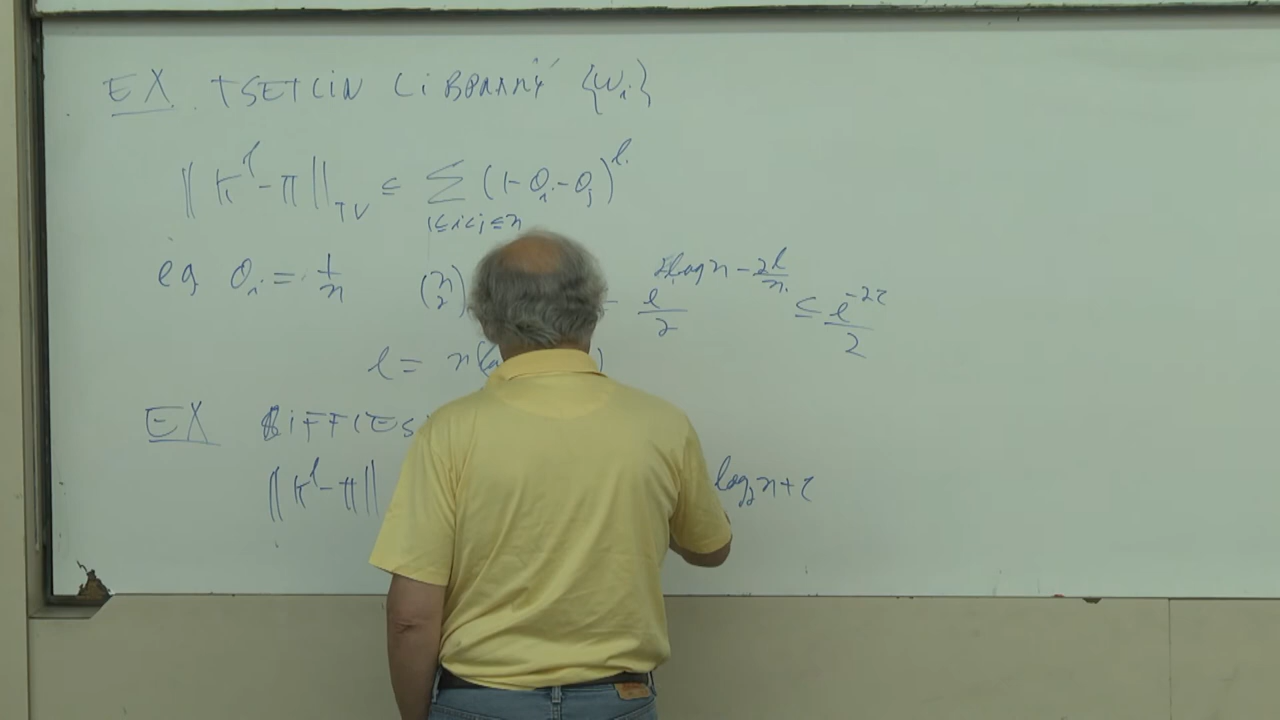 EX. TSETLIN LIBRARY {w_i}
‖K^l - π‖_TV ≤ Σ_{1≤i<j≤n} (1-θ_i-θ_j)^l.
eg θ_i = 1/n (n 2) e^{2log n - 2l/n}/2 ≤ e^{-2c}/2
l = n(
EX RIFFLES
‖K^l - π‖ log_2 n + c